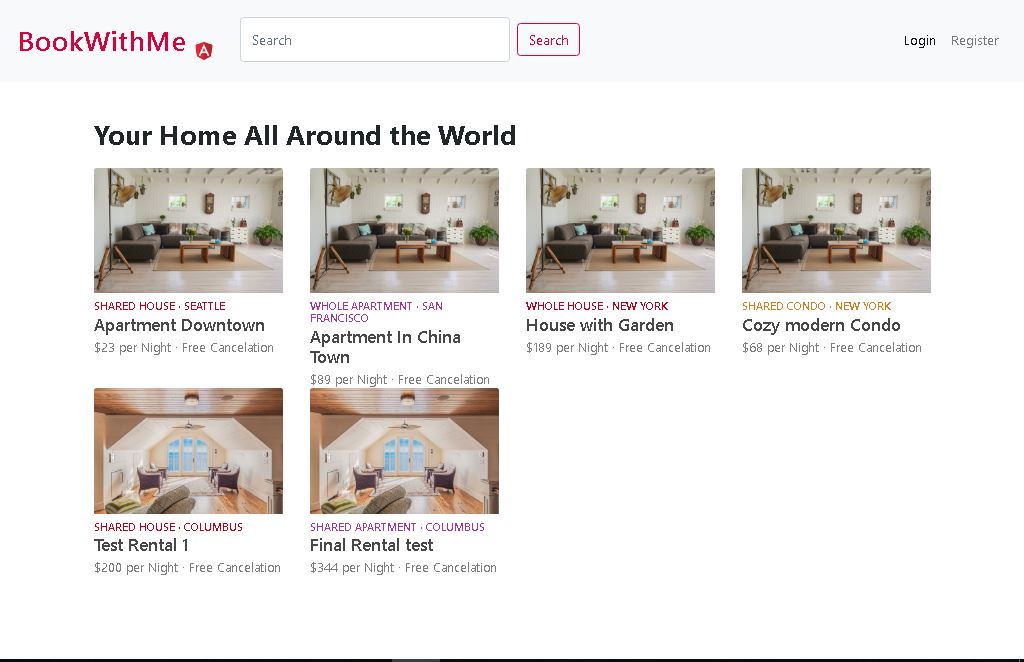 BookWithMe
Search
Search
Login
Register
Your Home All Around the World
SHARED HOUSE · SEATTLE
Apartment Downtown
$23 per Night · Free Cancelation
WHOLE APARTMENT · SAN
FRANCISCO
Apartment In China
Town
$89 per Night · Free Cancelation
WHOLE HOUSE · NEW YORK
House with Garden
$189 per Night · Free Cancelation
SHARED CONDO · NEW YORK
Cozy modern Condo
$68 per Night · Free Cancelation
SHARED HOUSE · COLUMBUS
Test Rental 1
$200 per Night · Free Cancelation
SHARED APARTMENT · COLUMBUS
Final Rental test
$344 per Night · Free Cancelation